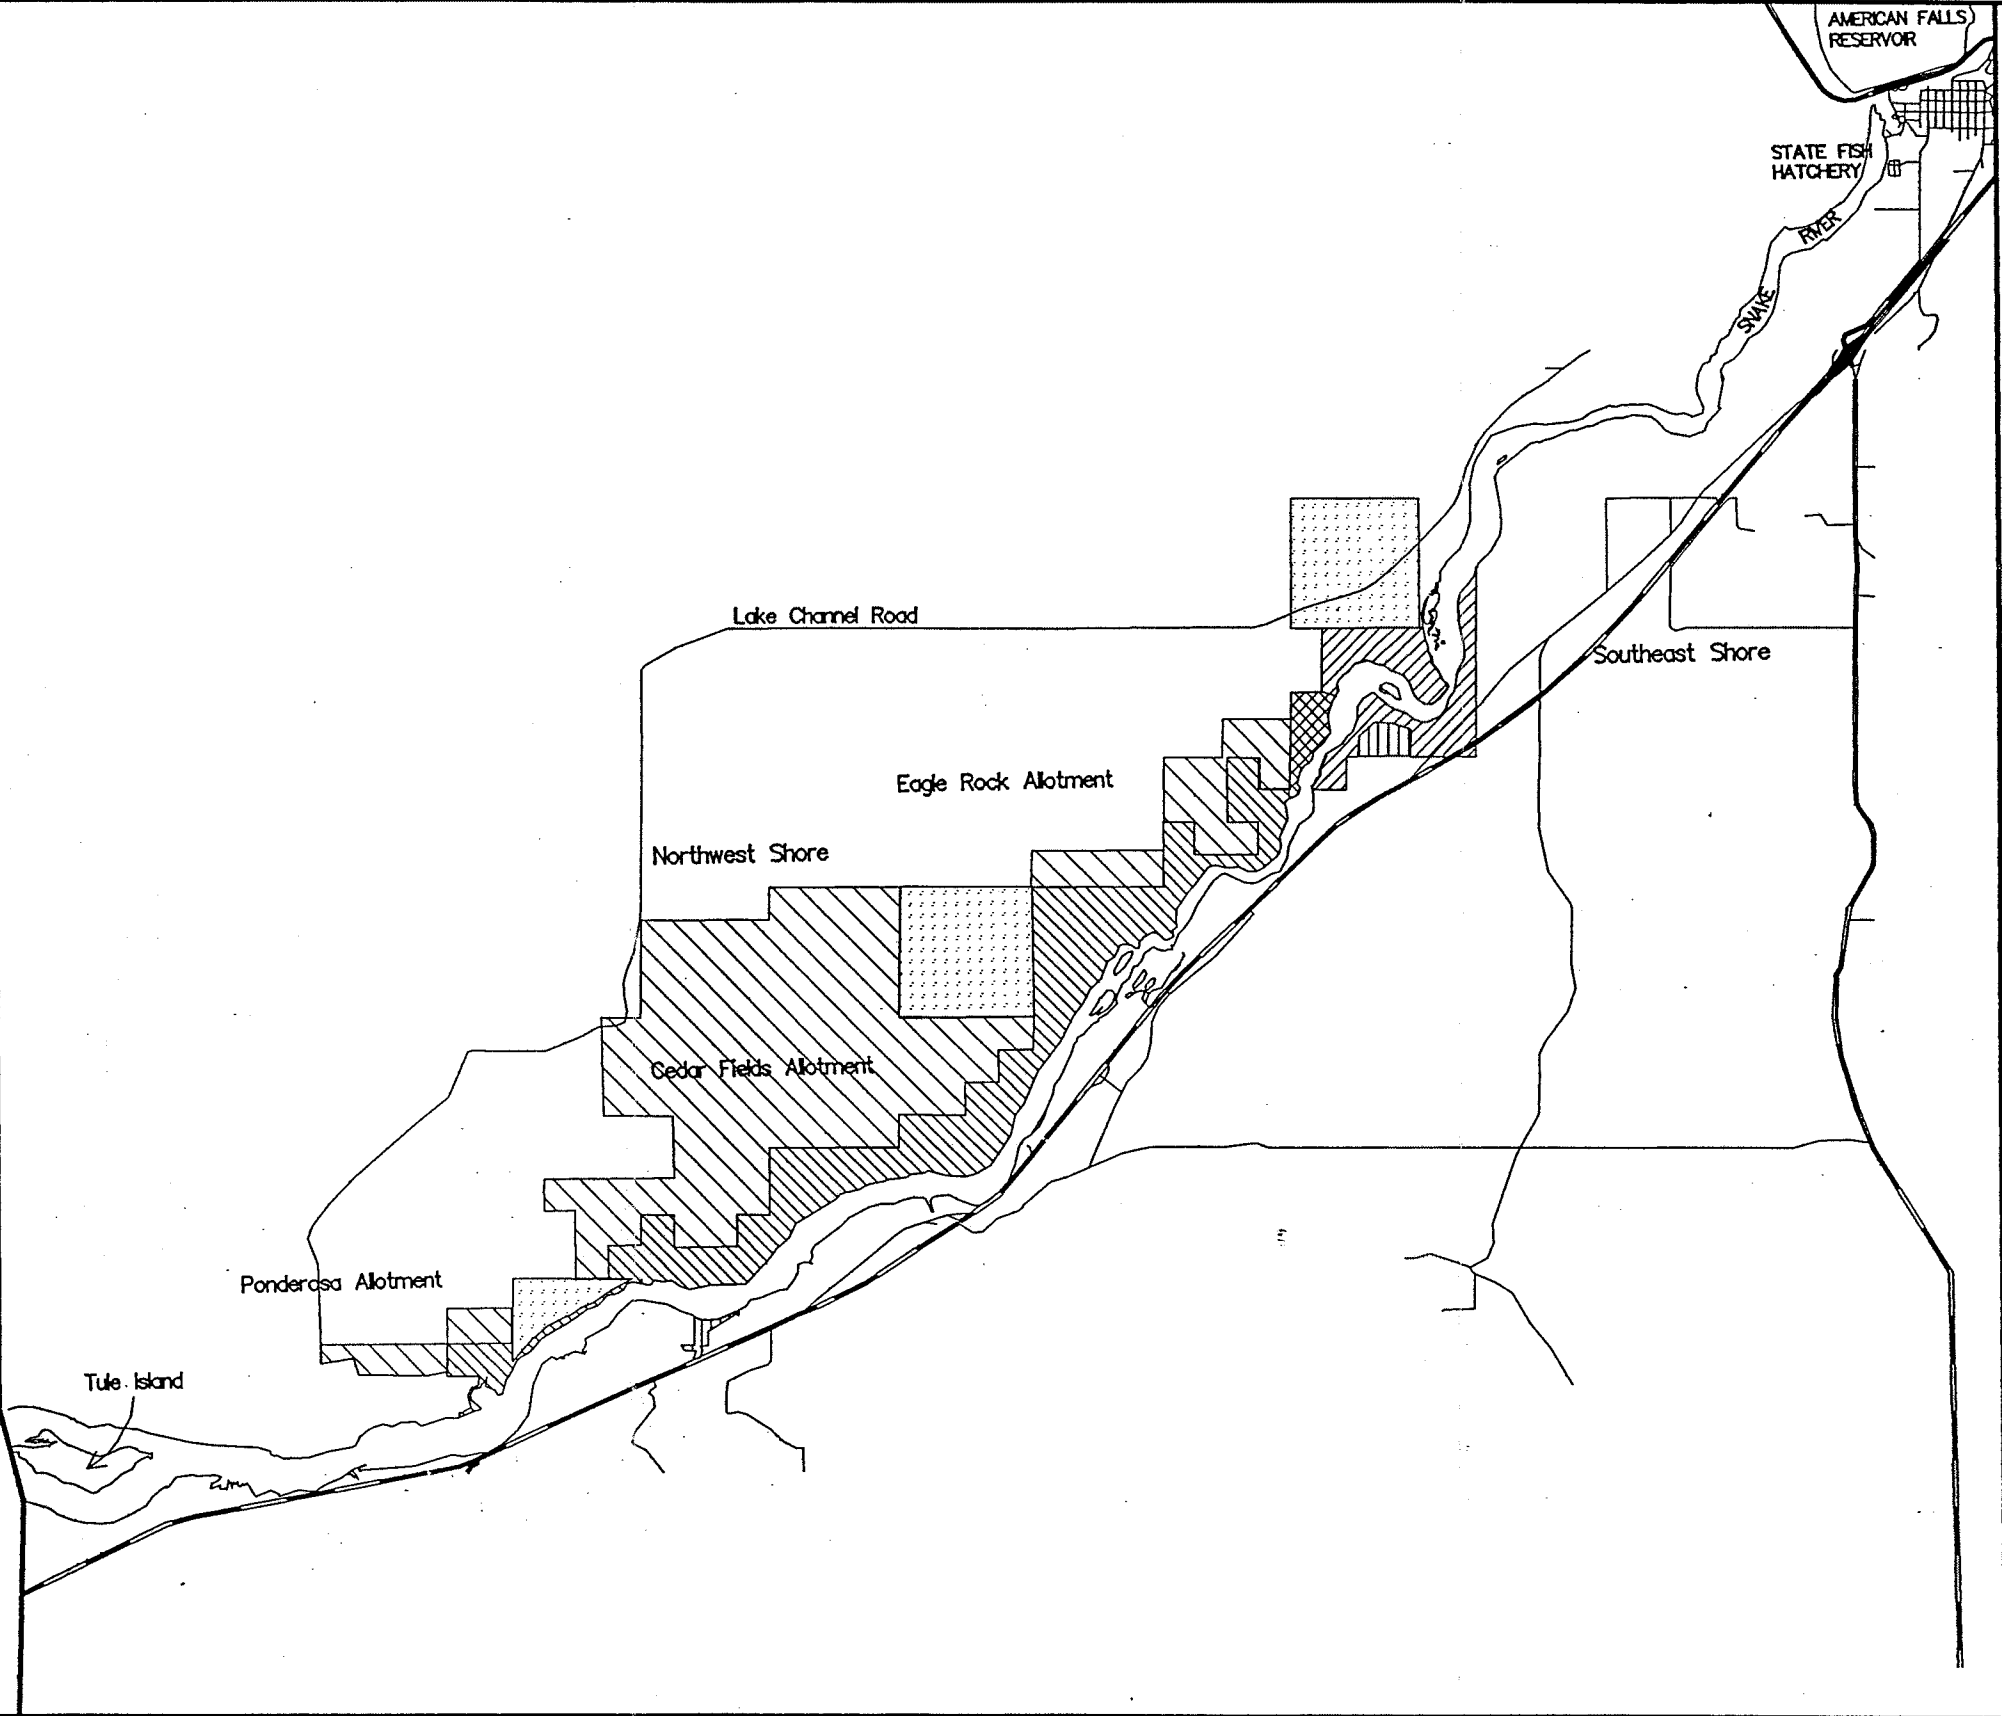 AMERICAN FALLS
RESERVOIR
STATE FISH
HATCHERY
RIVER
SNAKE
Lake Channel Road
Southeast Shore
Eagle Rock Allotment
Northwest Shore
Cedar Fields Allotment
Ponderosa Allotment
Tule Island